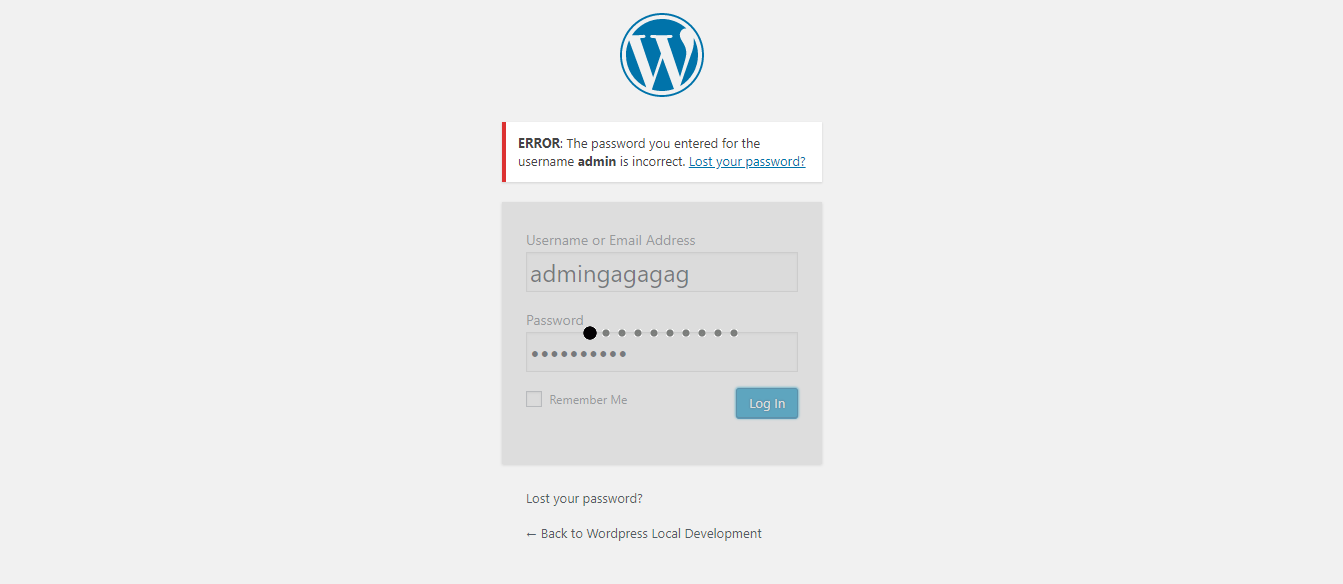 ERROR: The password you entered for the
username admin is incorrect. Lost your password?
Username or Email Address
admingagagag
Password
Remember Me
Log In
Lost your password?
← Back to Wordpress Local Development